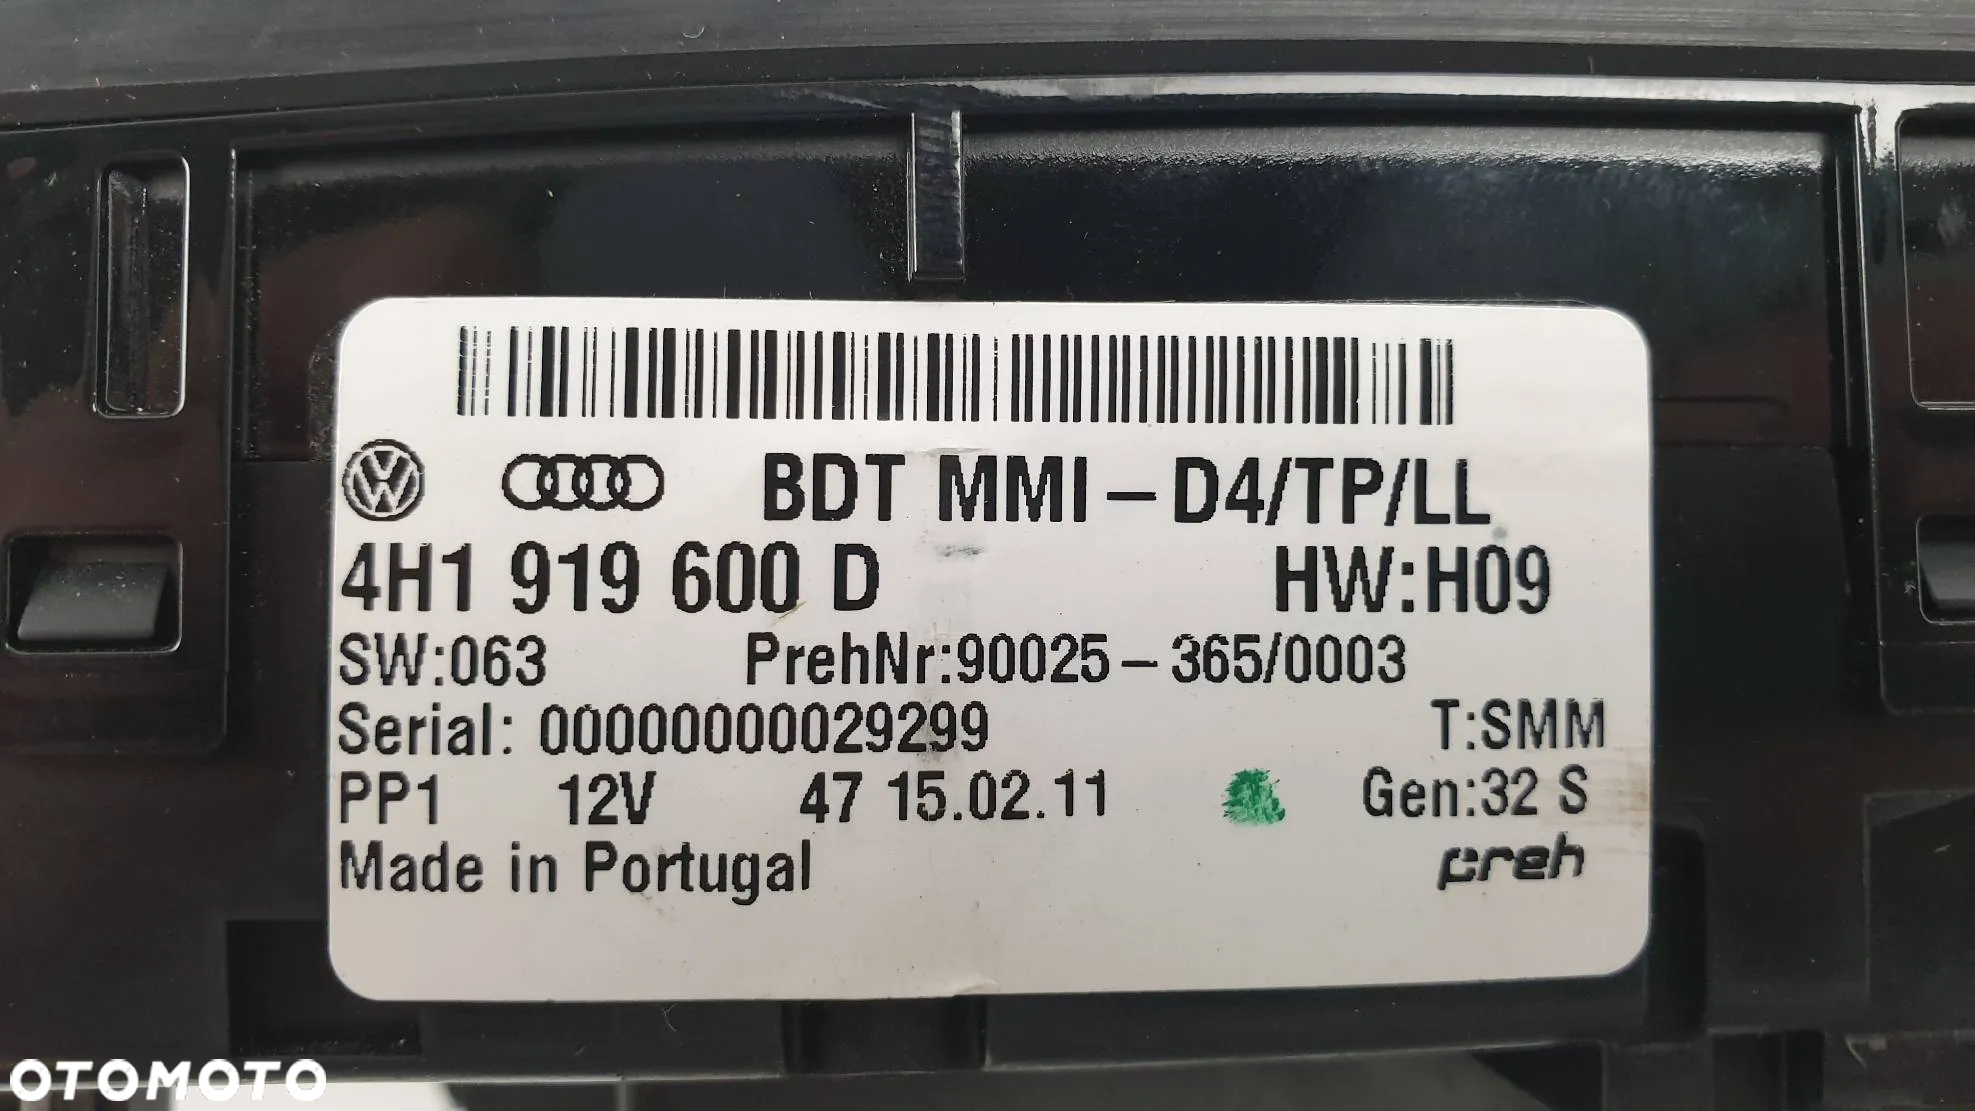 BDT MMI-D4/TP/LL
4H1 919 600 D HW:H09
SW:063 PrehNr:90025-365/0003
Serial: 00000000029299 T:SMM
PP1 12V 47 15.02.11 Gen:32 S
Made in Portugal preh
OTOMOTO